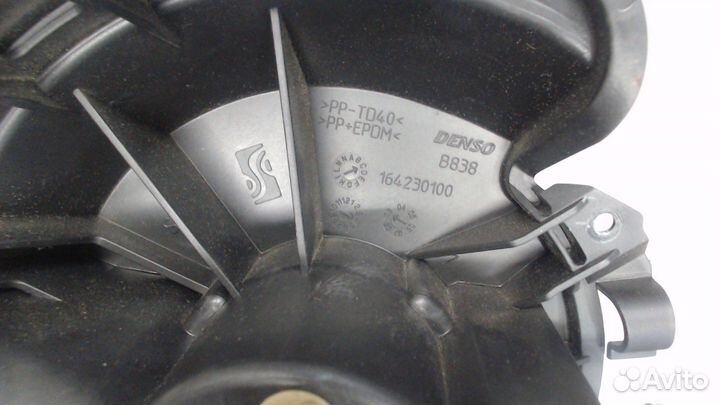 >PP-TD40<
>PP+EPDM<
DENSO
B838
164230100
Avito